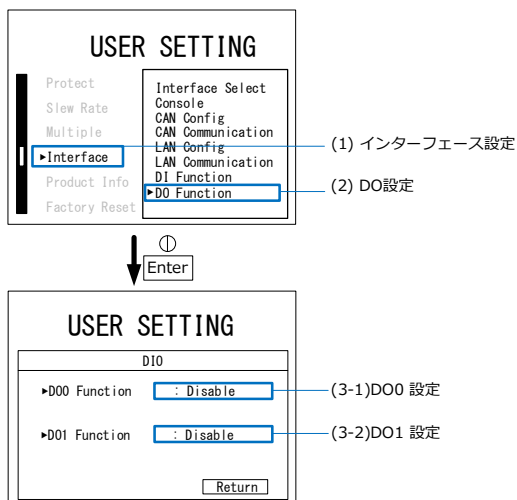 USER SETTING
Protect
Slew Rate
Multiple
▶Interface
Product Info
Factory Reset
Interface Select
Console
CAN Config
CAN Communication
LAN Config
LAN Communication
DI Function
▶DO Function
(1) インターフェース設定
(2) DO設定
Enter
USER SETTING
DIO
▶DO0 Function : Disable
(3-1)DO0 設定
▶DO1 Function : Disable
(3-2)DO1 設定
Return